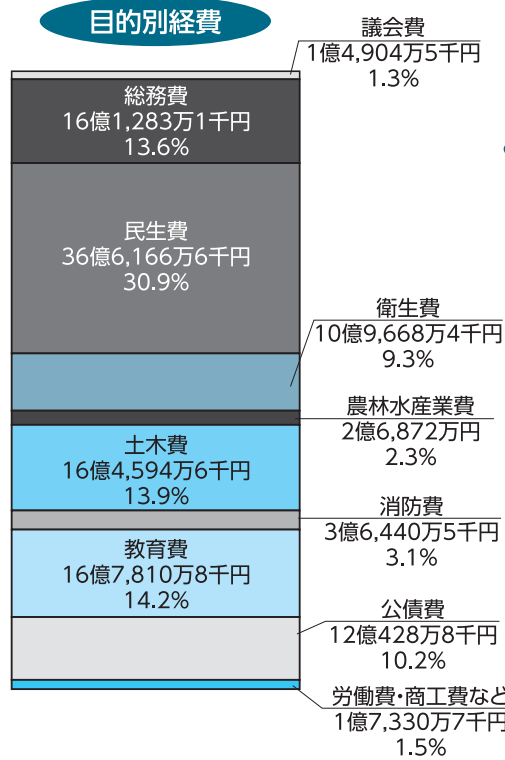 目的別経費
議会費
1億4,904万5千円
1.3%
総務費
16億1,283万1千円
13.6%
民生費
36億6,166万6千円
30.9%
衛生費
10億9,668万4千円
9.3%
農林水産業費
2億6,872万円
2.3%
土木費
16億4,594万6千円
13.9%
消防費
3億6,440万5千円
3.1%
教育費
16億7,810万8千円
14.2%
公債費
12億428万8千円
10.2%
労働費・商工費など
1億7,330万7千円
1.5%